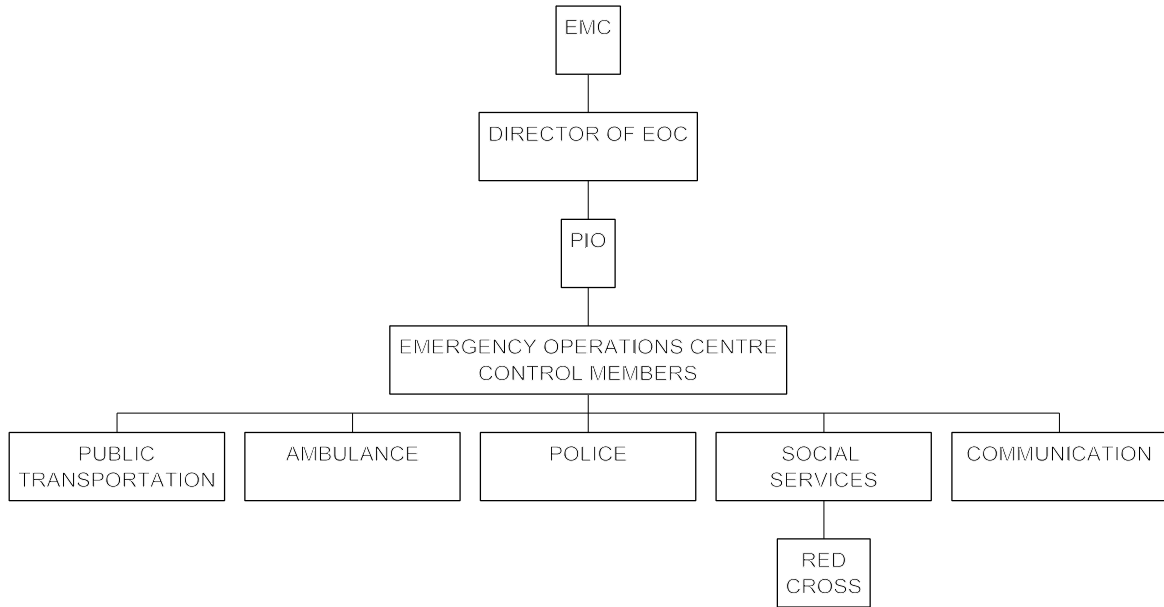 EMC
DIRECTOR OF EOC
PIO
EMERGENCY OPERATIONS CENTRE
CONTROL MEMBERS
PUBLIC
TRANSPORTATION
AMBULANCE
POLICE
SOCIAL
SERVICES
COMMUNICATION
RED
CROSS